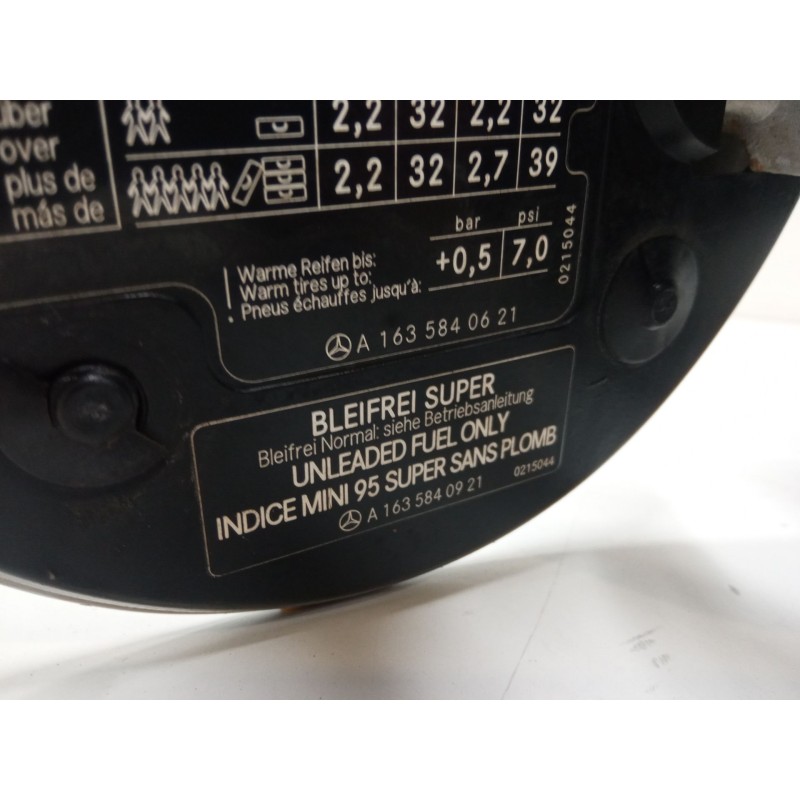 über
over
plus de
más de
2,2 32 2,2 32
2,2 32 2,7 39
bar psi
Warme Reifen bis:
Warm tires up to:
Pneus échauffes jusqu'à:
+0,5 7,0
0215044
A 163 584 06 21
BLEIFREI SUPER
Bleifrei Normal: siehe Betriebsanleitung
UNLEADED FUEL ONLY
INDICE MINI 95 SUPER SANS PLOMB
0215044
A 163 584 09 21